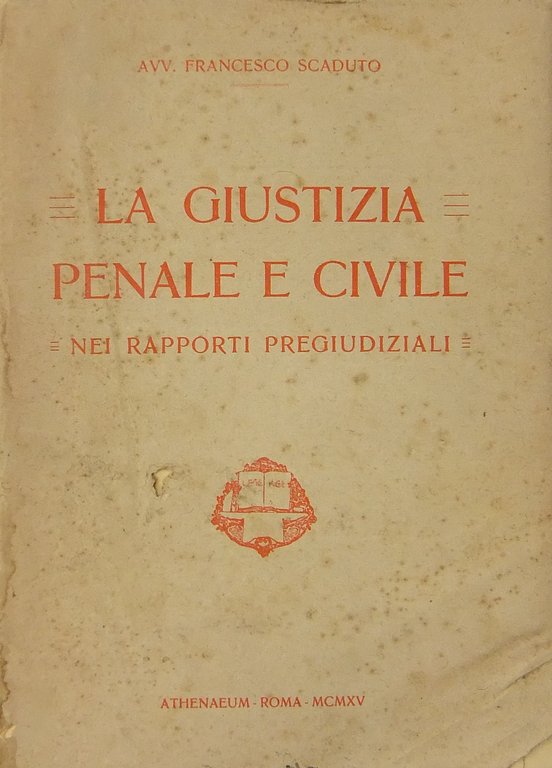 AVV. FRANCESCO SCADUTO
LA GIUSTIZIA
PENALE E CIVILE
NEI RAPPORTI PREGIUDIZIALI
ATHENAEUM - ROMA - MCMXV